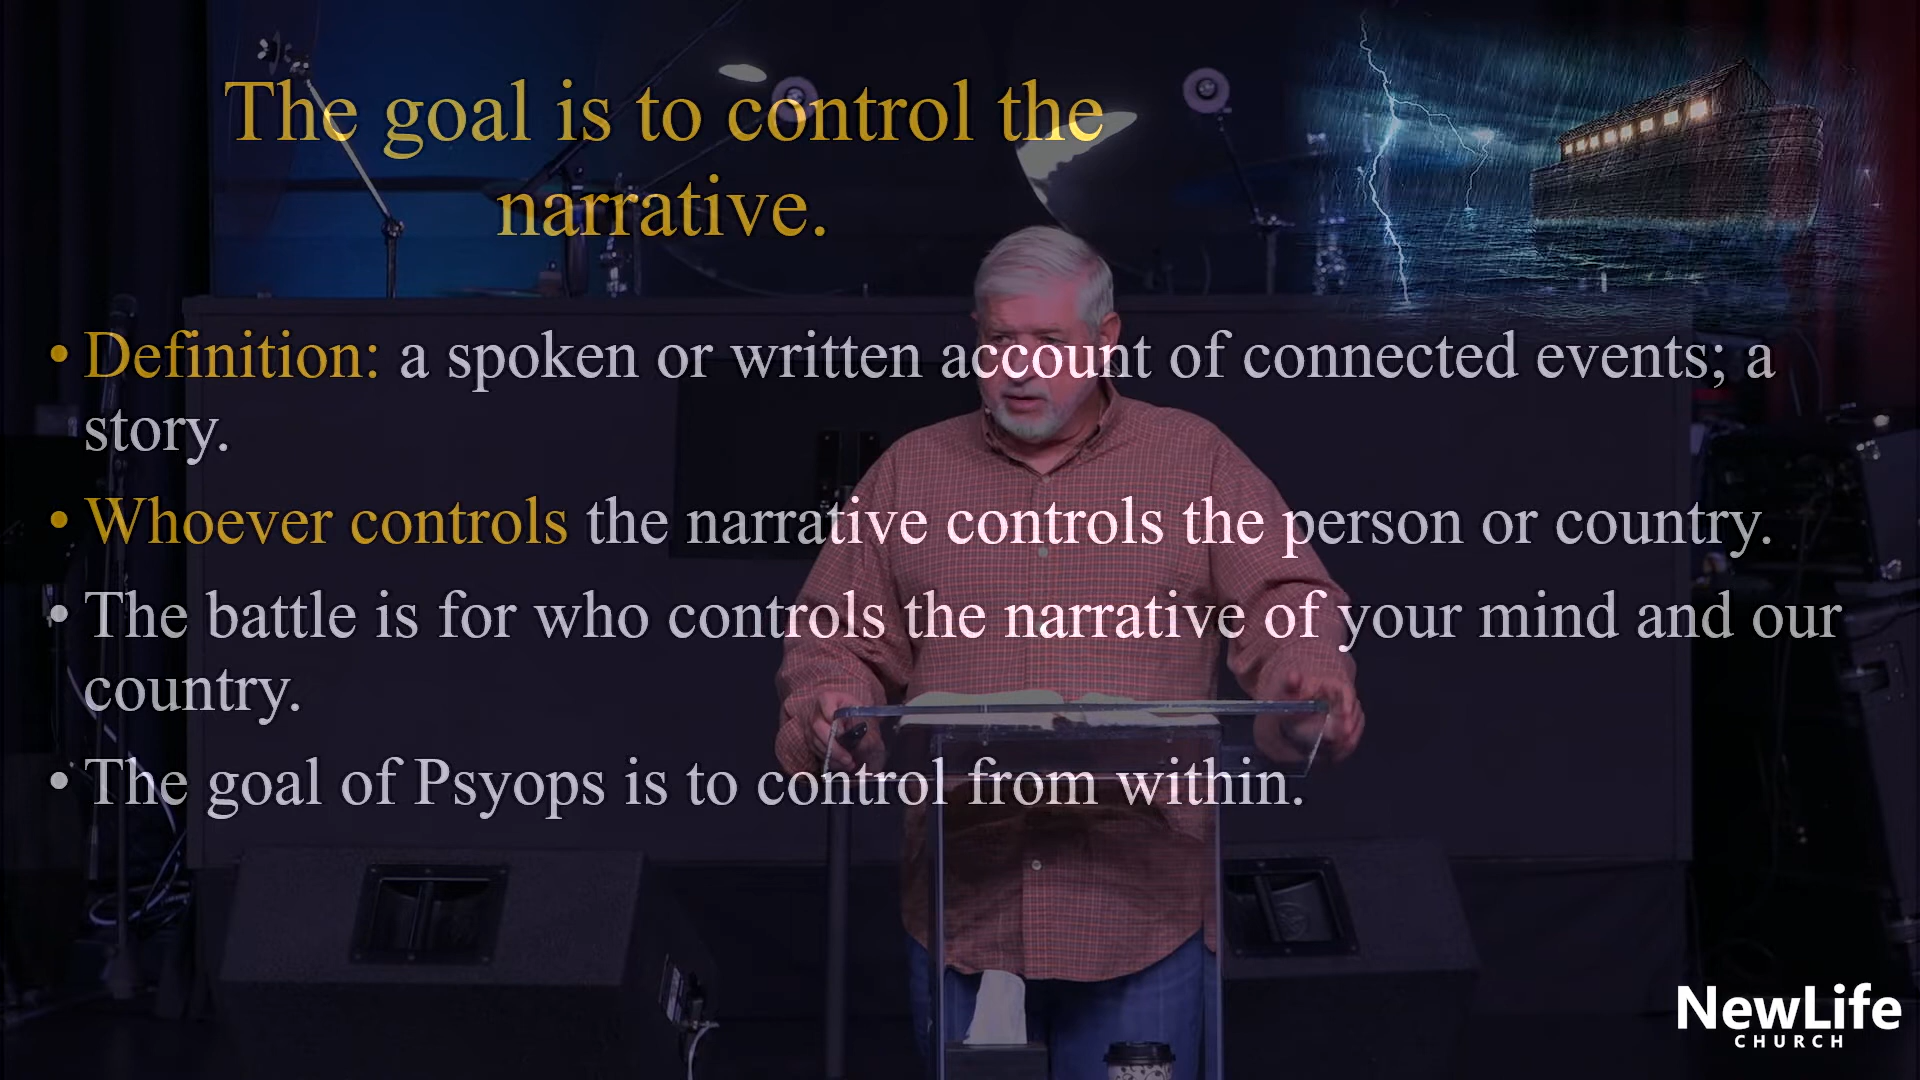 The goal is to control the
narrative.
• Definition: a spoken or written account of connected events; a
story.
• Whoever controls the narrative controls the person or country.
• The battle is for who controls the narrative of your mind and our
country.
• The goal of Psyops is to control from within.
NewLife
CHURCH